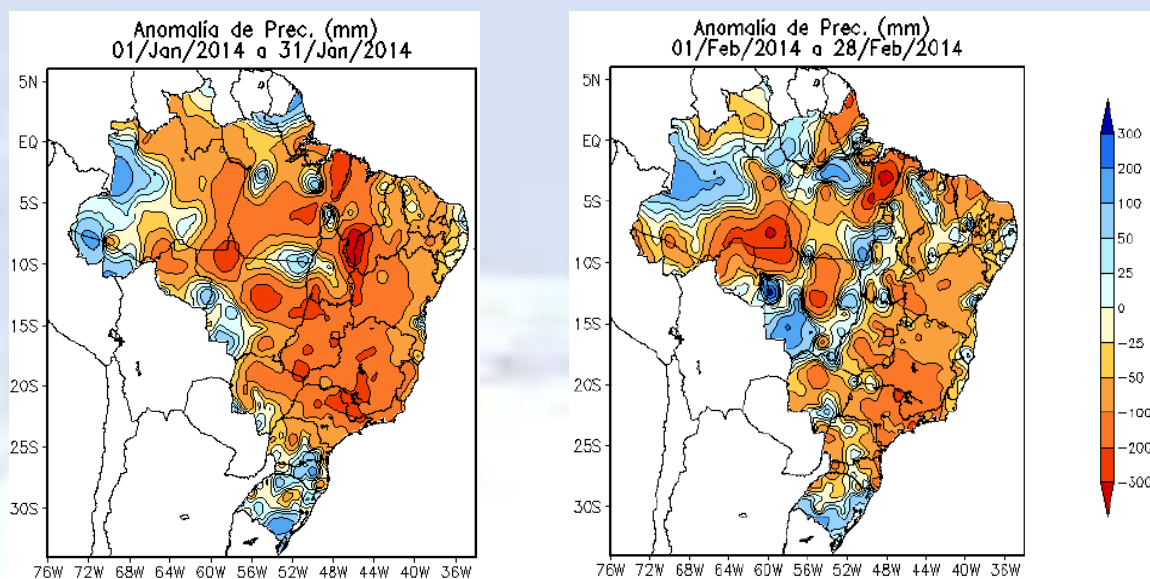 Anomalía de Prec. (mm)
01/Jan/2014 a 31/Jan/2014
5N
EQ
5S
10S
15S
20S
25S
30S
76W 72W 68W 64W 60W 56W 52W 48W 44W 40W 36W
Anomalía de Prec. (mm)
01/Feb/2014 a 28/Feb/2014
5N
EQ
5S
10S
15S
20S
25S
30S
76W 72W 68W 64W 60W 56W 52W 48W 44W 40W 36W
300
200
100
50
25
0
-25
-50
-100
-200
-300